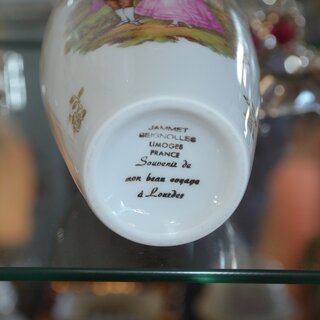 JAMMET
SEIGNOLLES
LIMOGES
FRANCE
Souvenir de
mon beau voyage
à Lourdes